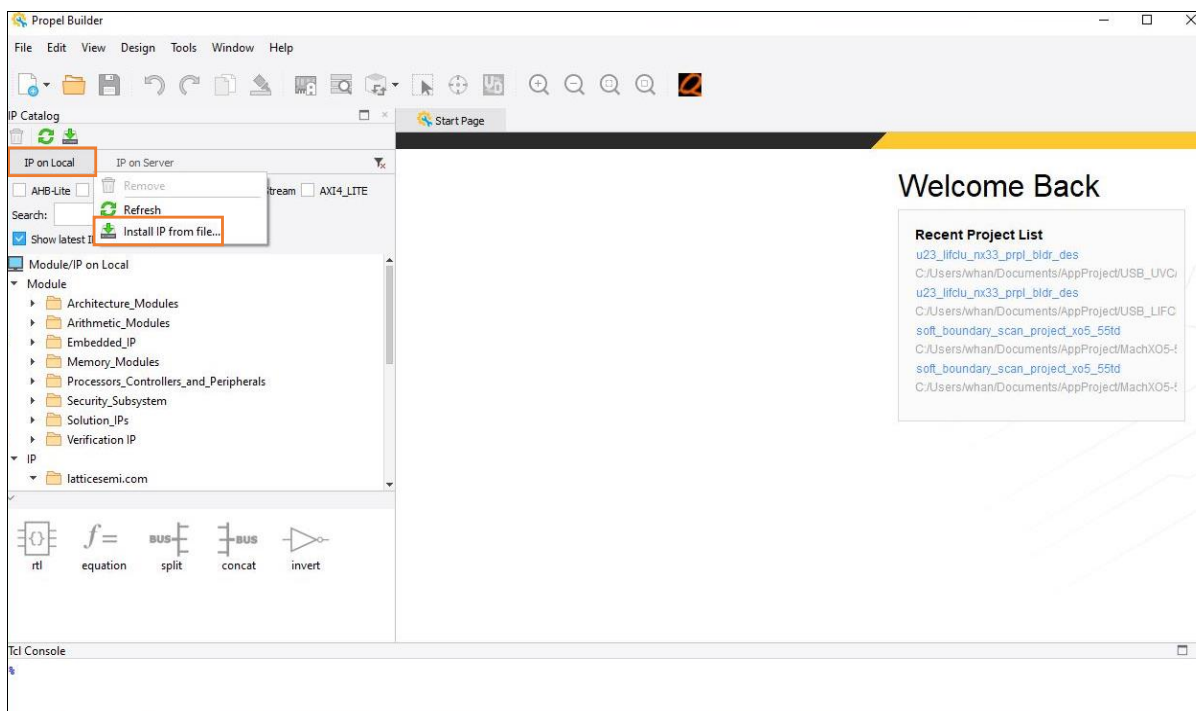 Propel Builder
File Edit View Design Tools Window Help
IP Catalog
Start Page
IP on Local IP on Server
AHB-Lite tream AXI4_LITE
Remove
Search:
Refresh
Show latest I
Install IP from file...
Module/IP on Local
Module
Architecture_Modules
Arithmetic_Modules
Embedded_IP
Memory_Modules
Processors_Controllers_and_Peripherals
Security_Subsystem
Solution_IPs
Verification IP
IP
latticesemi.com
BUS BUS
rtl equation split concat invert
Welcome Back
Recent Project List
u23_lifclu_nx33_prpl_bldr_des
C:/Users/whan/Documents/AppProject/USB_UVC/
u23_lifclu_nx33_prpl_bldr_des
C:/Users/whan/Documents/AppProject/USB_LIFC
soft_boundary_scan_project_xo5_55td
C:/Users/whan/Documents/AppProject/MachXO5-5
soft_boundary_scan_project_xo5_55td
C:/Users/whan/Documents/AppProject/MachXO5-5
Tcl Console
%